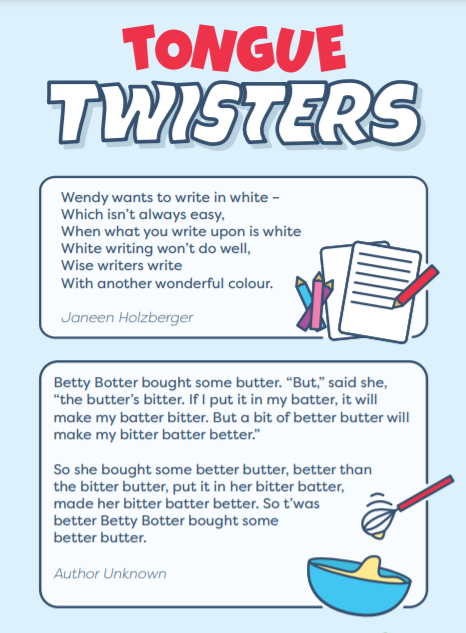 TONGUE
TWISTERS
Wendy wants to write in white –
Which isn't always easy,
When what you write upon is white
White writing won't do well,
Wise writers write
With another wonderful colour.
Janeen Holzberger
Betty Botter bought some butter. “But,” said she,
“the butter's bitter. If I put it in my batter, it will
make my batter bitter. But a bit of better butter will
make my bitter batter better.”
So she bought some better butter, better than
the bitter butter, put it in her bitter batter,
made her bitter batter better. So t'was
better Betty Botter bought some
better butter.
Author Unknown